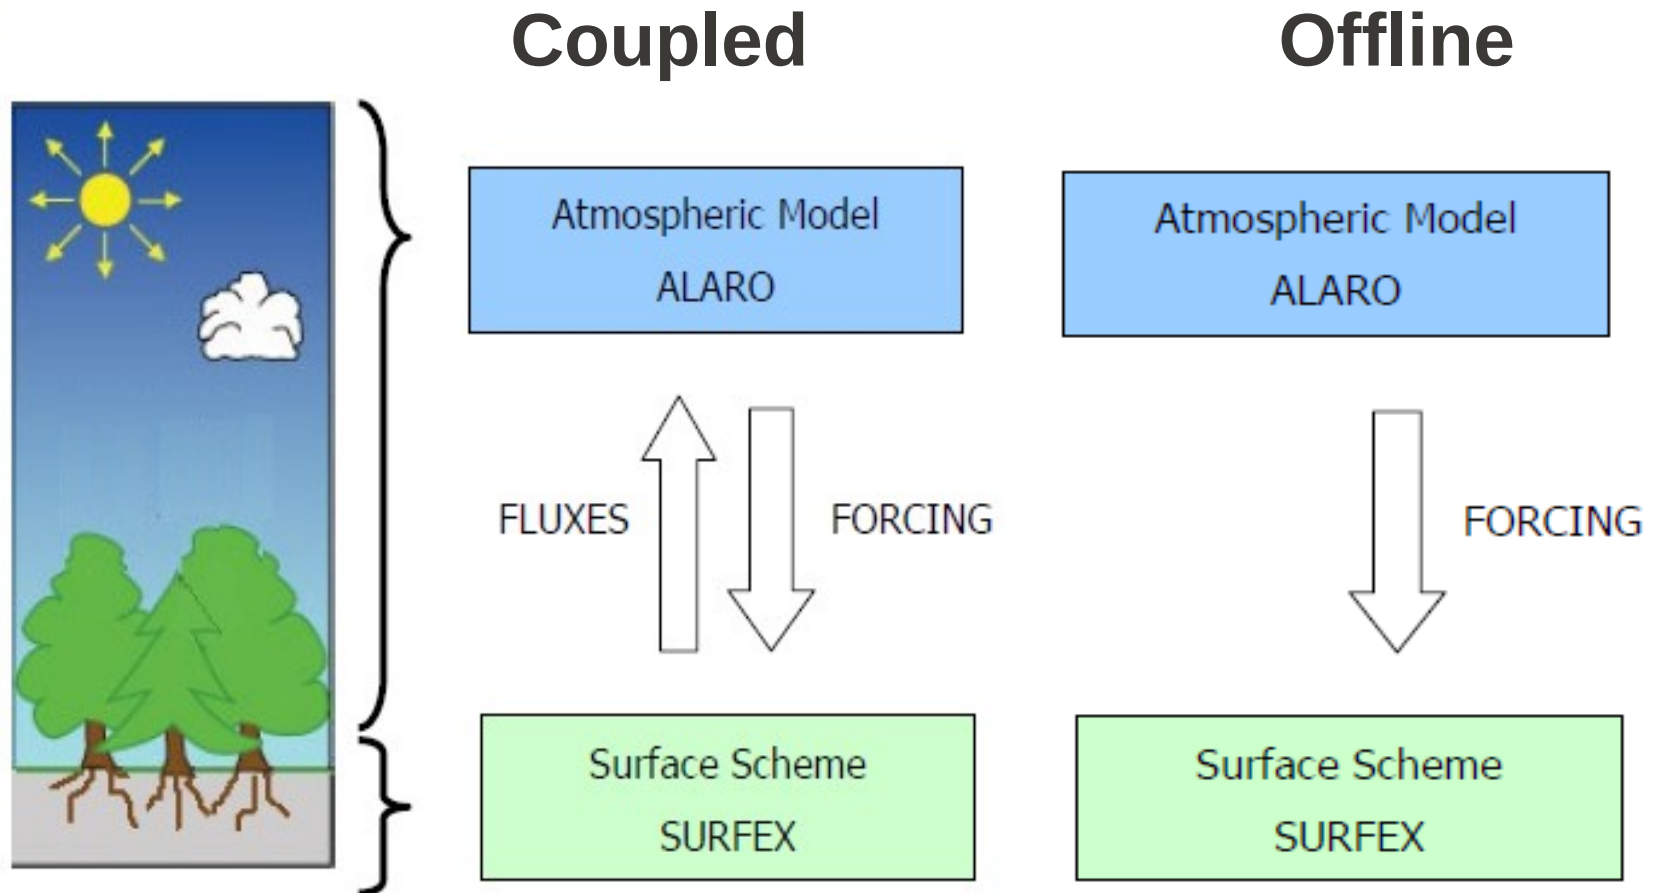 Coupled
Offline
Atmospheric Model
ALARO
Atmospheric Model
ALARO
FLUXES
FORCING
FORCING
Surface Scheme
SURFEX
Surface Scheme
SURFEX